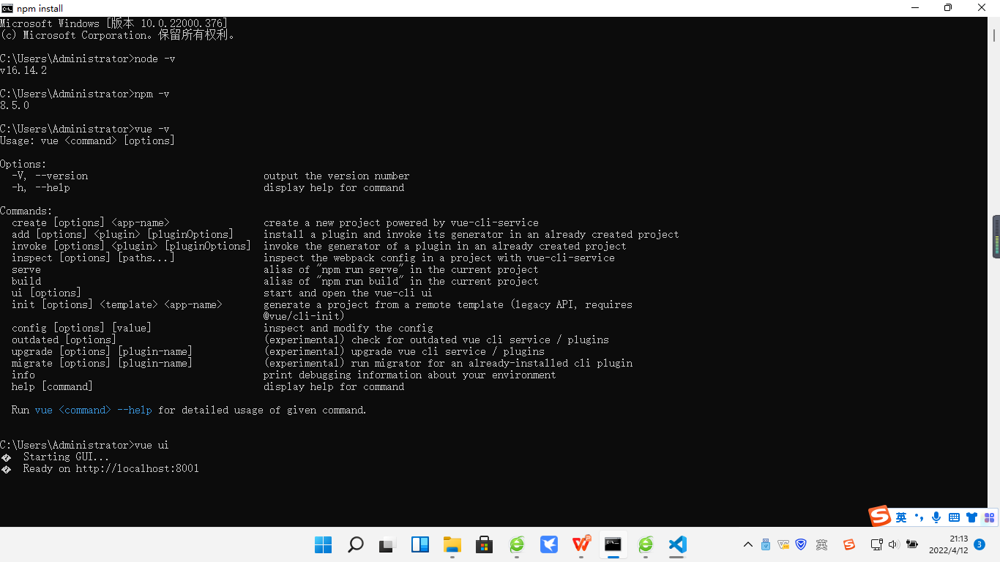 npm install
Microsoft Windows [版本 10.0.22000.376]
(c) Microsoft Corporation。保留所有权利。
C:\Users\Administrator>node -v
v16.14.2
C:\Users\Administrator>npm -v
8.5.0
C:\Users\Administrator>vue -v
Usage: vue <command> [options]
Options:
-V, --version output the version number
-h, --help display help for command
Commands:
create [options] <app-name> create a new project powered by vue-cli-service
add [options] <plugin> [pluginOptions] install a plugin and invoke its generator in an already created project
invoke [options] <plugin> [pluginOptions] invoke the generator of a plugin in an already created project
inspect [options] [paths...] inspect the webpack config in a project with vue-cli-service
serve alias of "npm run serve" in the current project
build alias of "npm run build" in the current project
ui [options] start and open the vue-cli ui
init [options] <template> <app-name> generate a project from a remote template (legacy API, requires
@vue/cli-init)
config [options] [value] inspect and modify the config
outdated [options] (experimental) check for outdated vue cli service / plugins
upgrade [options] [plugin-name] (experimental) upgrade vue cli service / plugins
migrate [options] [plugin-name] (experimental) run migrator for an already-installed cli plugin
info print debugging information about your environment
help [command] display help for command
Run vue <command> --help for detailed usage of given command.
C:\Users\Administrator>vue ui
� Starting GUI...
� Ready on http://localhost:8001
英
英
21:13
2022/4/12
3